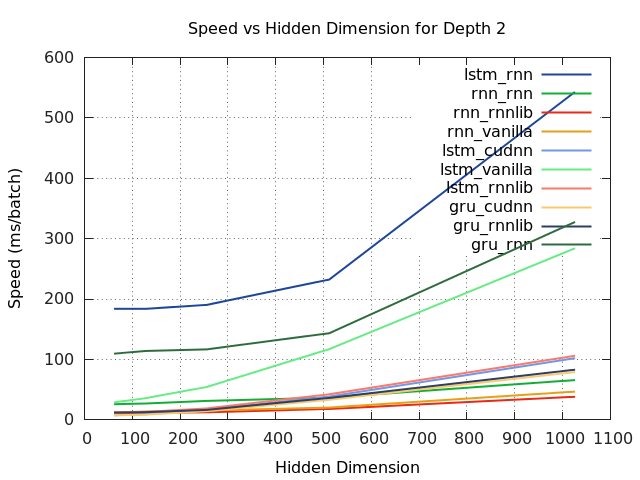 Speed vs Hidden Dimension for Depth 2
Speed (ms/batch)
600
500
400
300
200
100
0
lstm_rnn
rnn_rnn
rnn_rnnlib
rnn_vanilla
lstm_cudnn
lstm_vanilla
lstm_rnnlib
gru_cudnn
gru_rnnlib
gru_rnn
0 100 200 300 400 500 600 700 800 900 1000 1100
Hidden Dimension